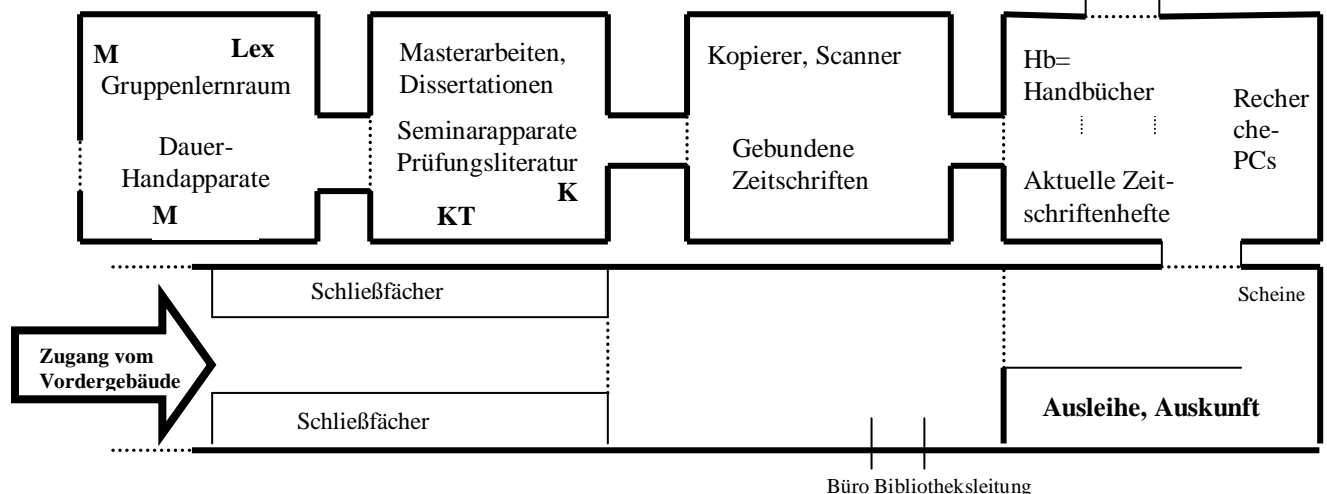 M
Lex
Gruppenlernraum
Dauer-
Handapparate
M
Masterarbeiten,
Dissertationen
Seminarapparate
Prüfungsliteratur
K
KT
Kopierer, Scanner
Gebundene
Zeitschriften
Hb=
Handbücher
Aktuelle Zeit-
schriftenhefte
Recher
che-
PCs
Schließfächer
Scheine
Zugang vom
Vordergebäude
Ausleihe, Auskunft
Schließfächer
Büro Bibliotheksleitung